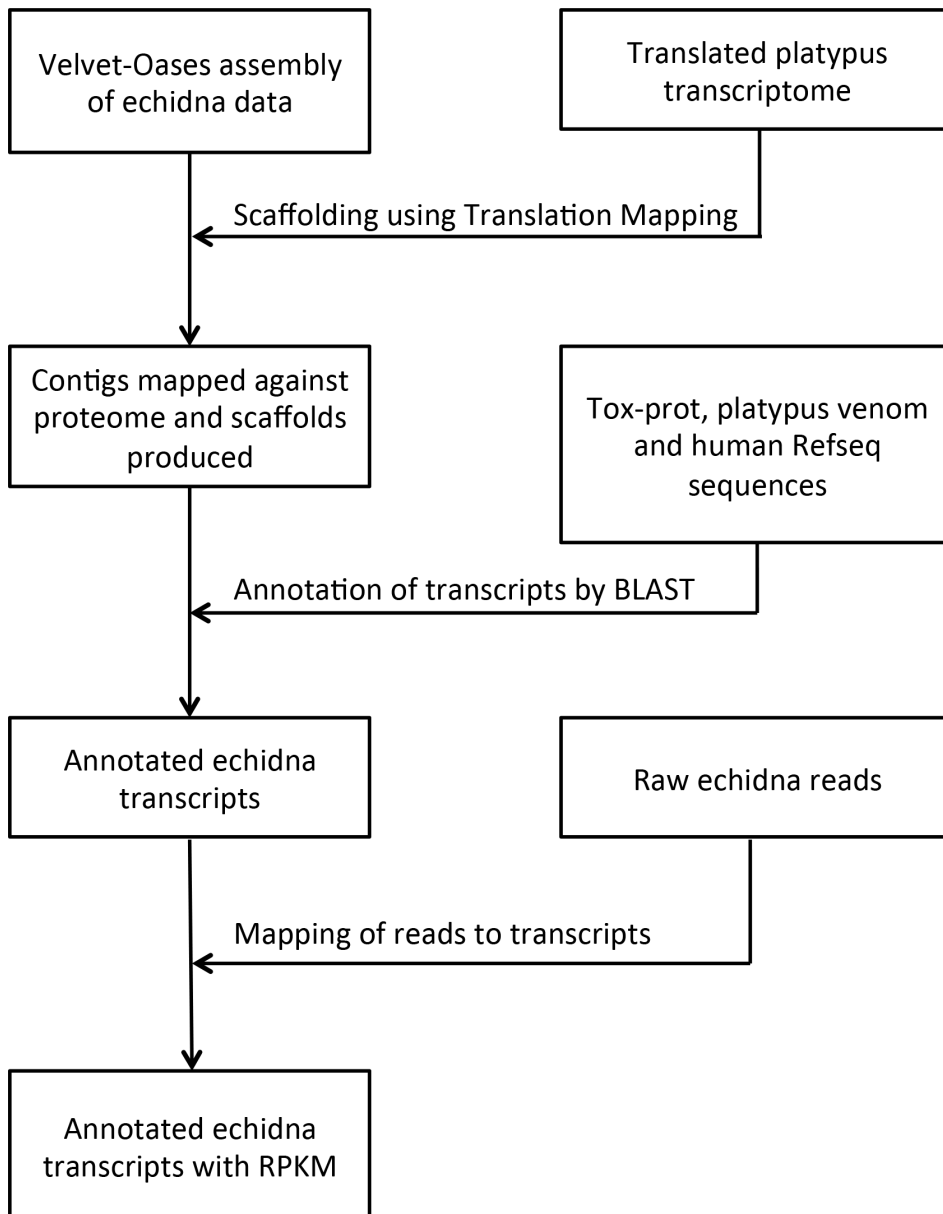 Velvet-Oases assembly
of echidna data
Translated platypus
transcriptome
Scaffolding using Translation Mapping
Contigs mapped against
proteome and scaffolds
produced
Tox-prot, platypus venom
and human Refseq
sequences
Annotation of transcripts by BLAST
Annotated echidna
transcripts
Raw echidna reads
Mapping of reads to transcripts
Annotated echidna
transcripts with RPKM